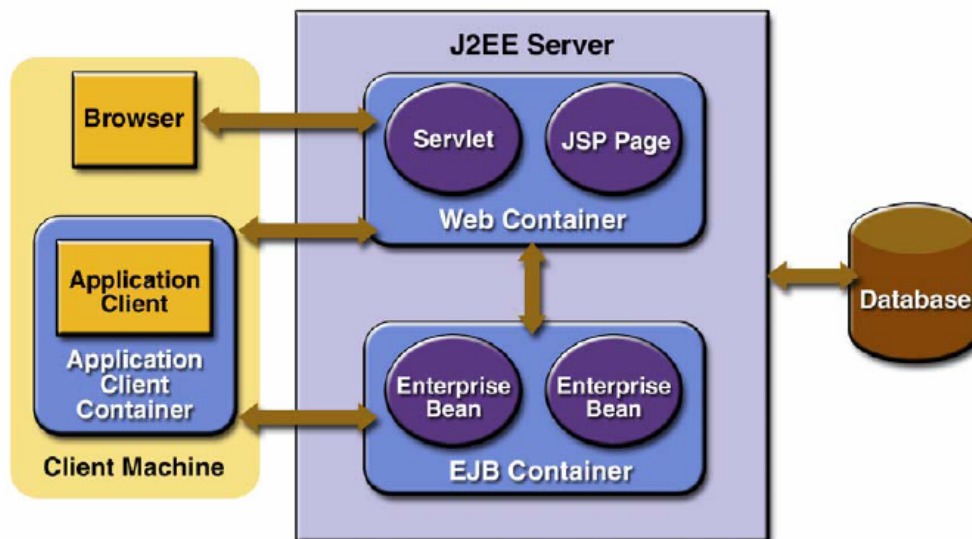 J2EE Server
Browser
Servlet
JSP Page
Web Container
Application
Client
Application
Client
Container
Client Machine
Enterprise
Bean
Enterprise
Bean
EJB Container
Database